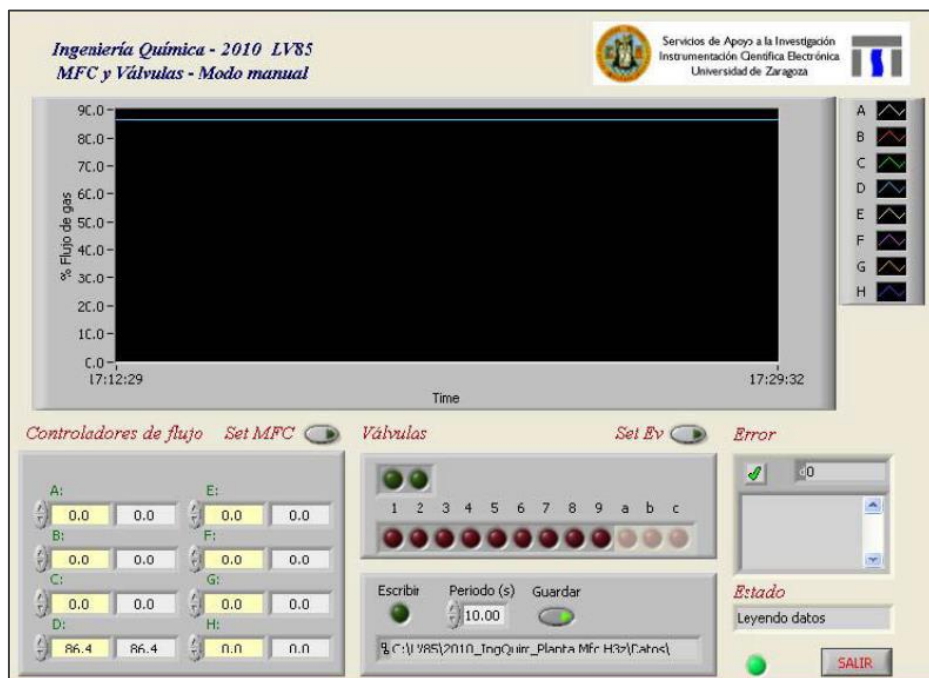 Ingeniería Química - 2010 LV85
MFC y Válvulas - Modo manual
Servicios de Apoyo a la Investigación
Instrumentación Científica Electrónica
Universidad de Zaragoza
% Flujo de gas
90.0
80.0
70.0
60.0
50.0
40.0
30.0
20.0
10.0
0.0
17:12:29
17:29:32
Time
A
B
C
D
E
F
G
H
Controladores de flujo
Set MFC
A:
0.0 0.0
B:
0.0 0.0
C:
0.0 0.0
D:
86.4 86.4
E:
0.0 0.0
F:
0.0 0.0
G:
0.0 0.0
H:
0.0 0.0
Válvulas
Set Ev
1 2 3 4 5 6 7 8 9 a b c
Escribir
Periodo (s)
10.00
Guardar
C:\LV85\2010_IngQuim_Planta Mfc H3z\Datos\
Error
d0
Estado
Leyendo datos
SALIR